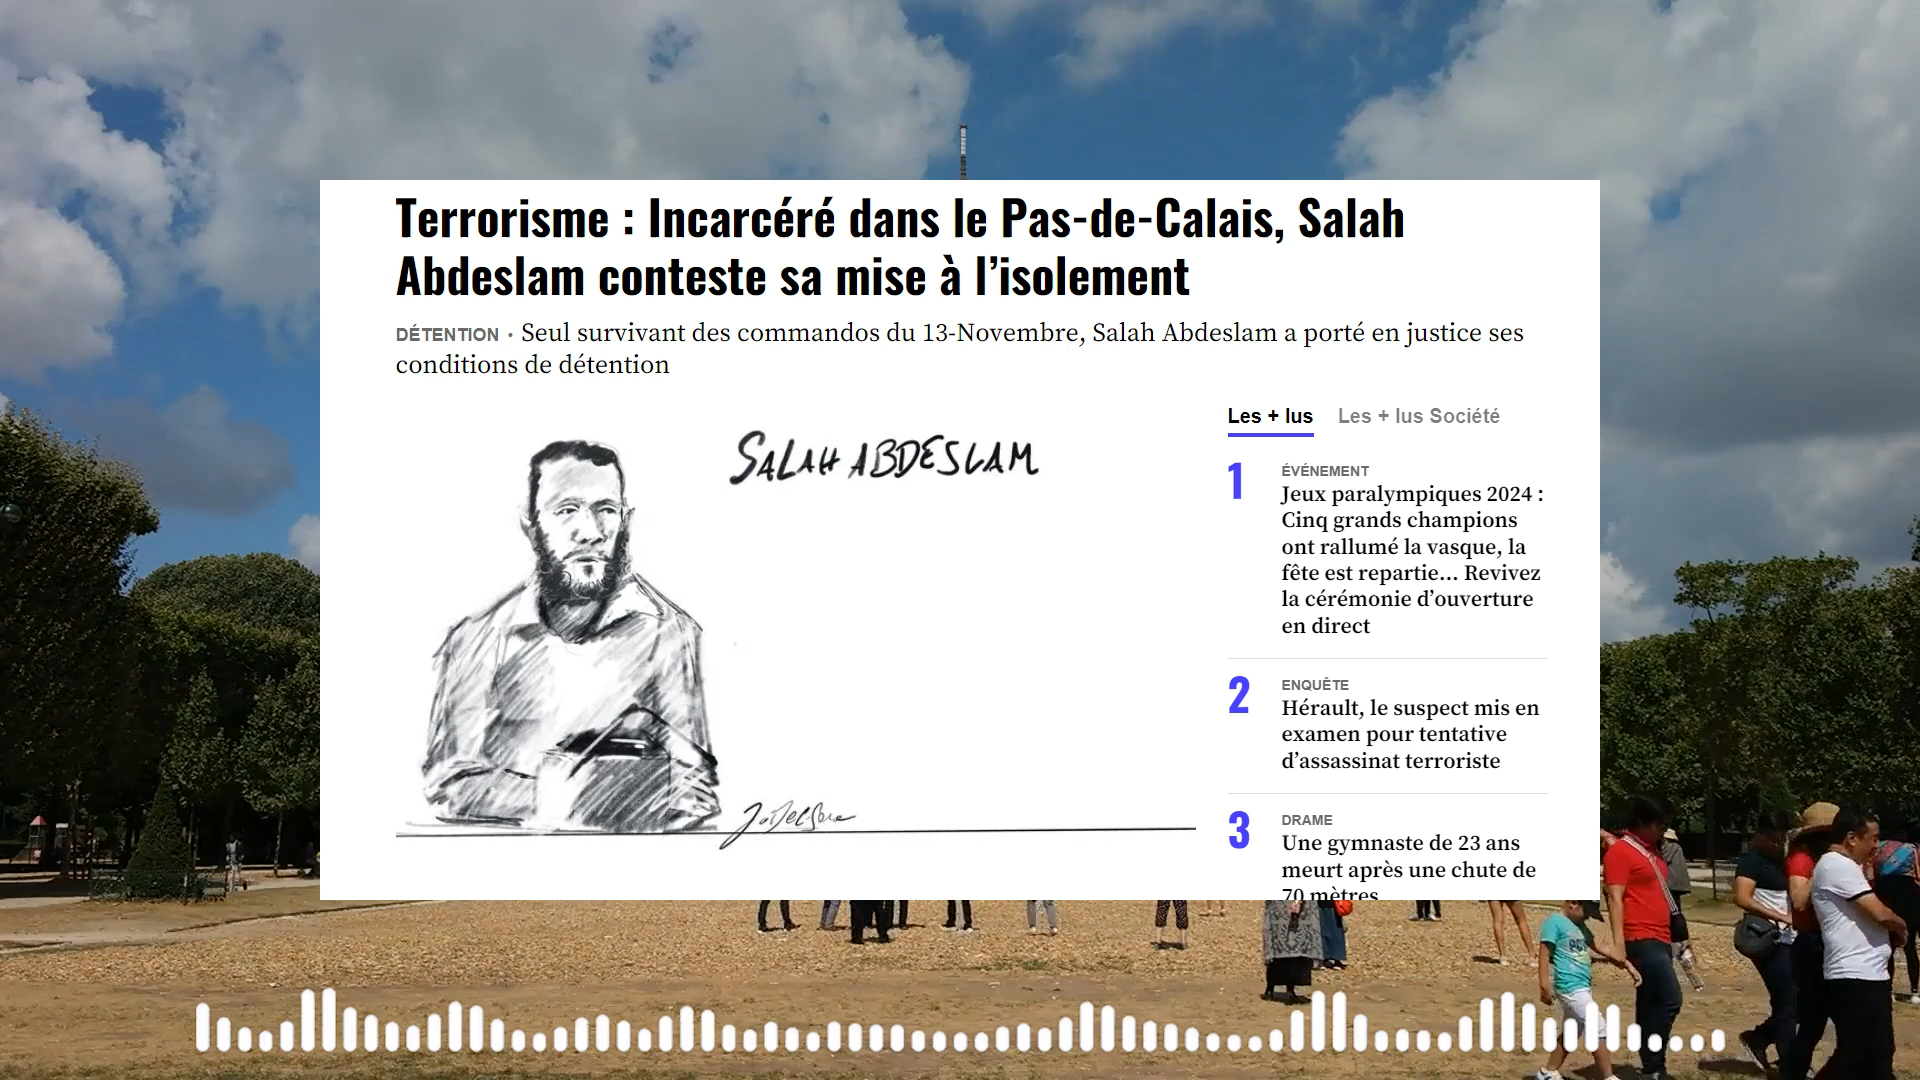 Terrorisme : Incarcéré dans le Pas-de-Calais, Salah
Abdeslam conteste sa mise à l’isolement
DÉTENTION • Seul survivant des commandos du 13-Novembre, Salah Abdeslam a porté en justice ses
conditions de détention
SALAH ABDESLAM
Les + lus Les + lus Société
1
ÉVÉNEMENT
Jeux paralympiques 2024 :
Cinq grands champions
ont rallumé la vasque, la
fête est repartie… Revivez
la cérémonie d’ouverture
en direct
2
ENQUÊTE
Hérault, le suspect mis en
examen pour tentative
d’assassinat terroriste
3
DRAME
Une gymnaste de 23 ans
meurt après une chute de
70 mètres